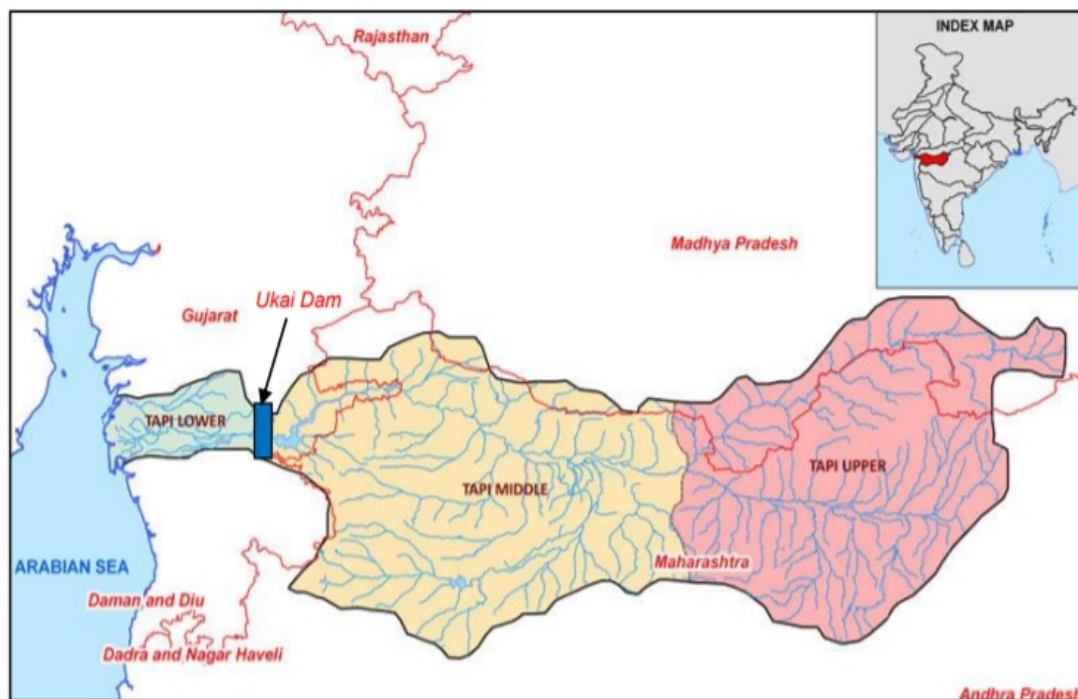 Rajasthan
INDEX MAP
Madhya Pradesh
Ukai Dam
Gujarat
TAPI LOWER
TAPI MIDDLE
TAPI UPPER
ARABIAN SEA
Maharashtra
Daman and Diu
Dadra and Nagar Haveli
Andhra Pradesh